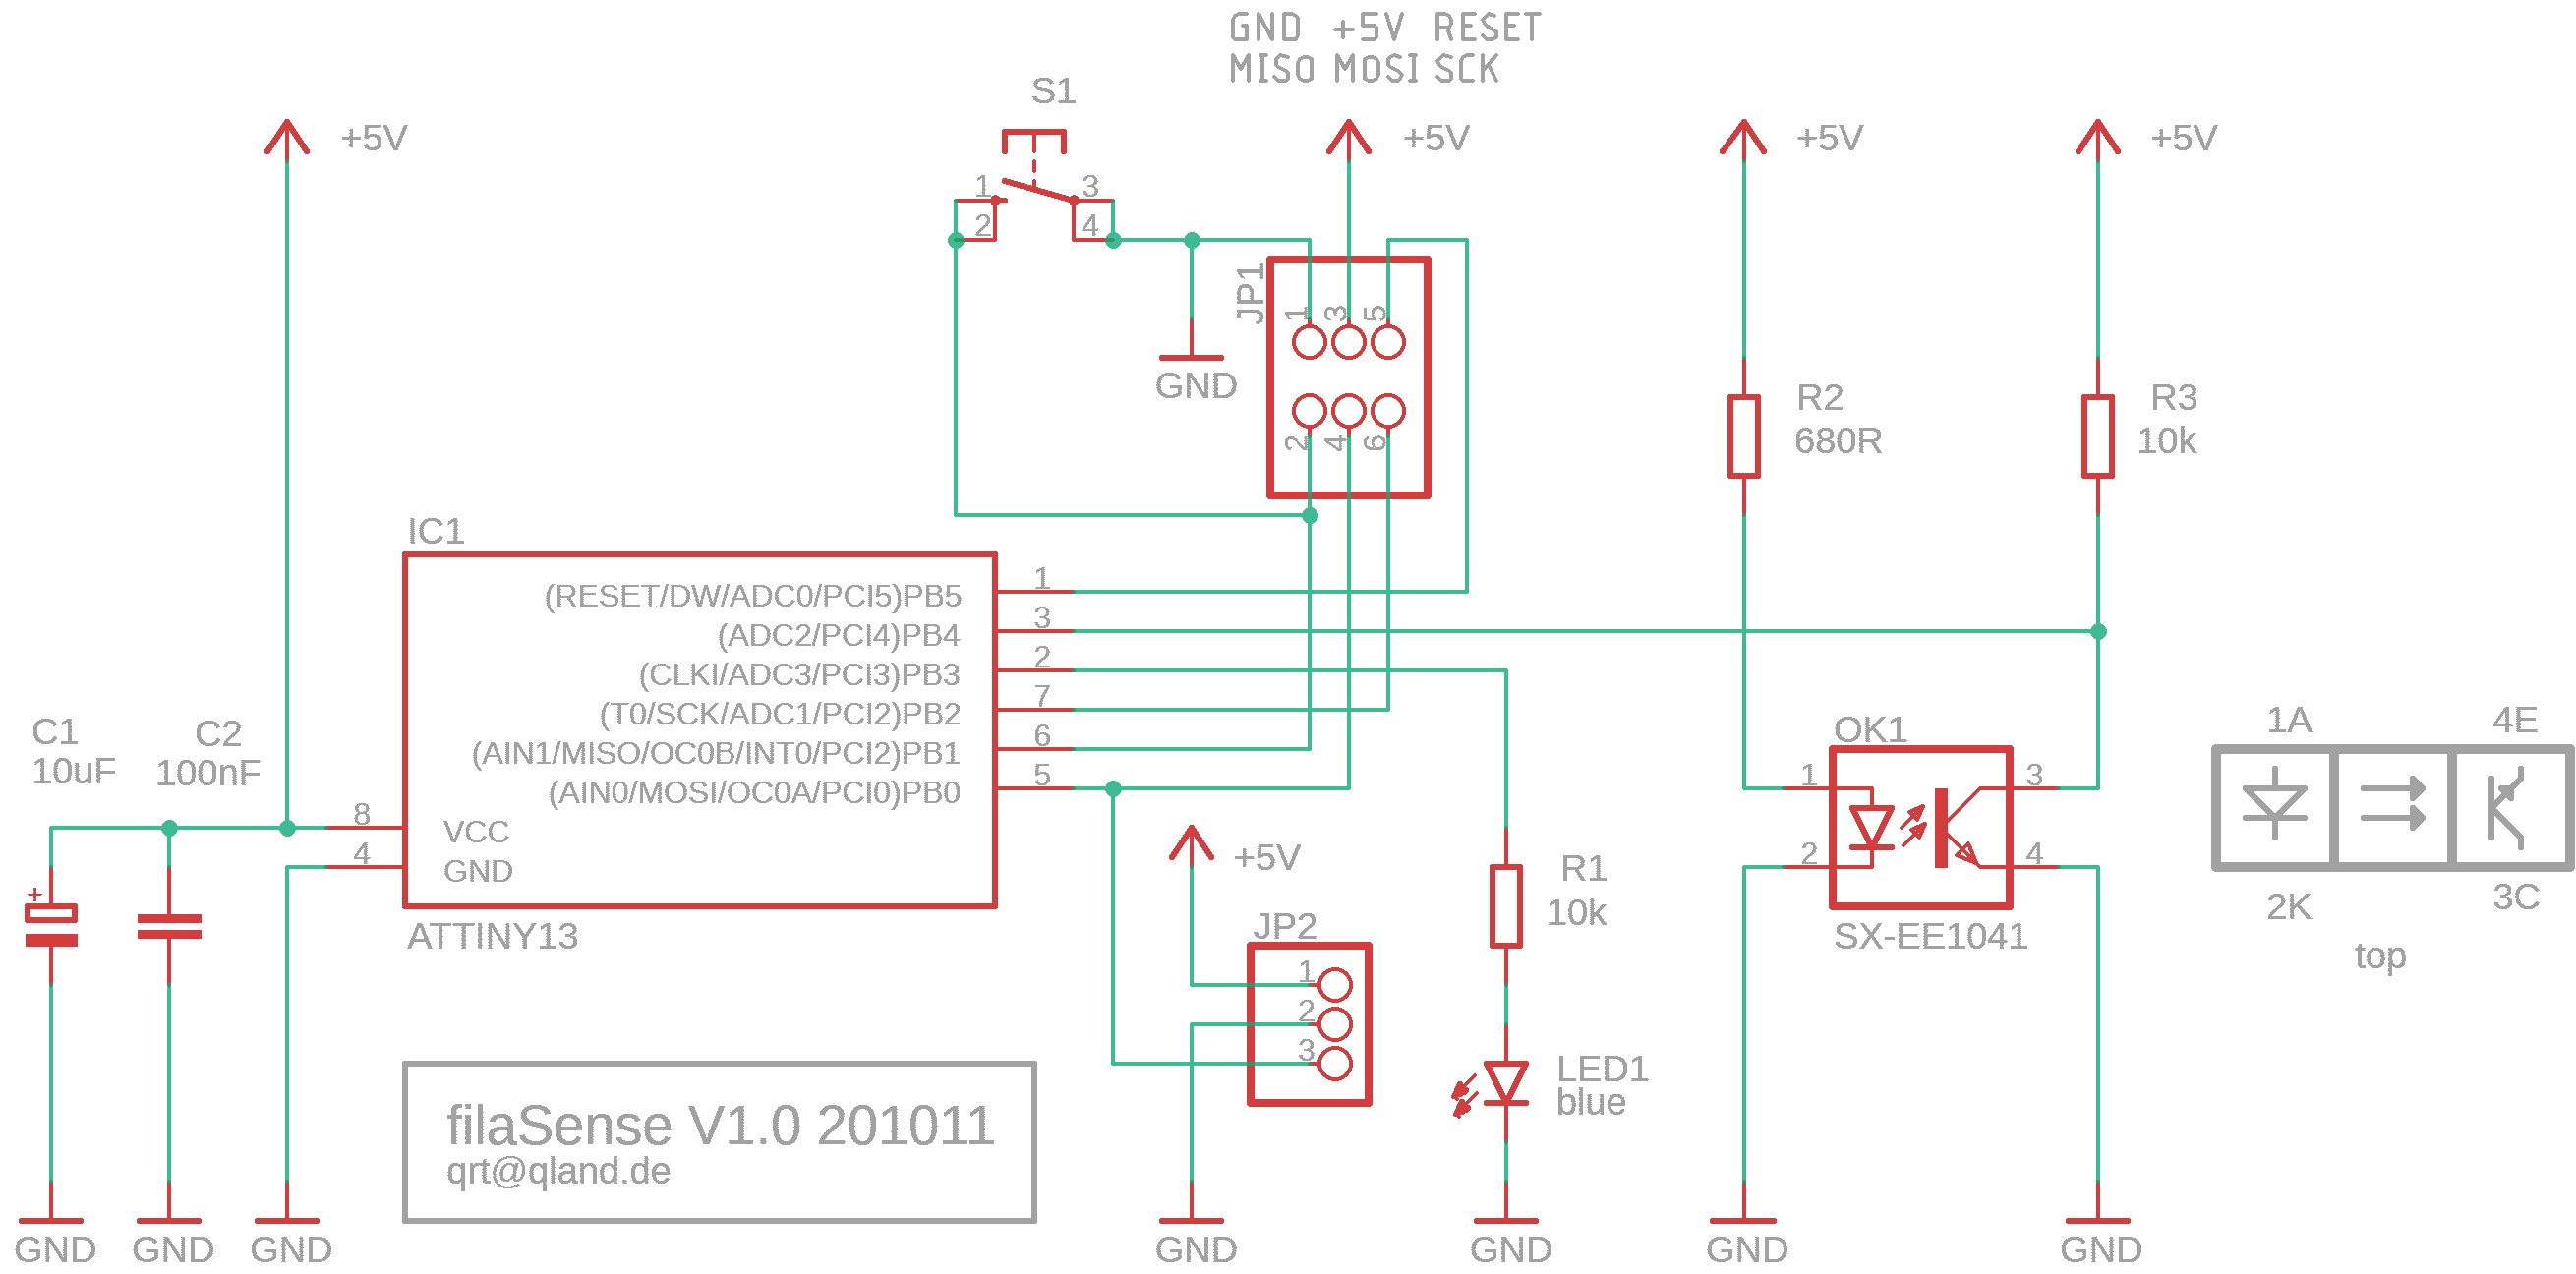 GND +5V RESET
MISO MOSI SCK
S1
+5V
+5V
+5V
+5V
1
3
2
4
JP1
1
3
5
GND
2
4
6
R2
680R
R3
10k
IC1
(RESET/DW/ADC0/PCI5)PB5
1
(ADC2/PCI4)PB4
3
(CLKI/ADC3/PCI3)PB3
2
(T0/SCK/ADC1/PCI2)PB2
7
(AIN1/MISO/OC0B/INT0/PCI2)PB1
6
(AIN0/MOSI/OC0A/PCI0)PB0
5
C1
10uF
C2
100nF
8
VCC
4
GND
ATTINY13
+5V
JP2
1
2
3
R1
10k
LED1
blue
OK1
1
3
2
4
SX-EE1041
1A
4E
2K
3C
top
filaSense V1.0 201011
qrt@qland.de
+
GND
GND
GND
GND
GND
GND
GND